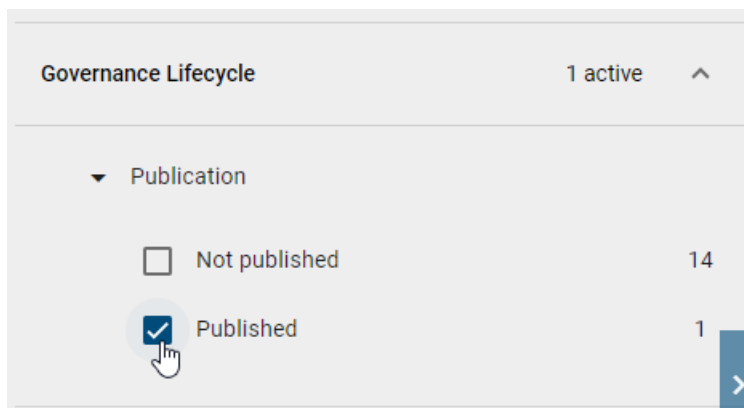 Governance Lifecycle 1 active
Publication
Not published 14
Published 1